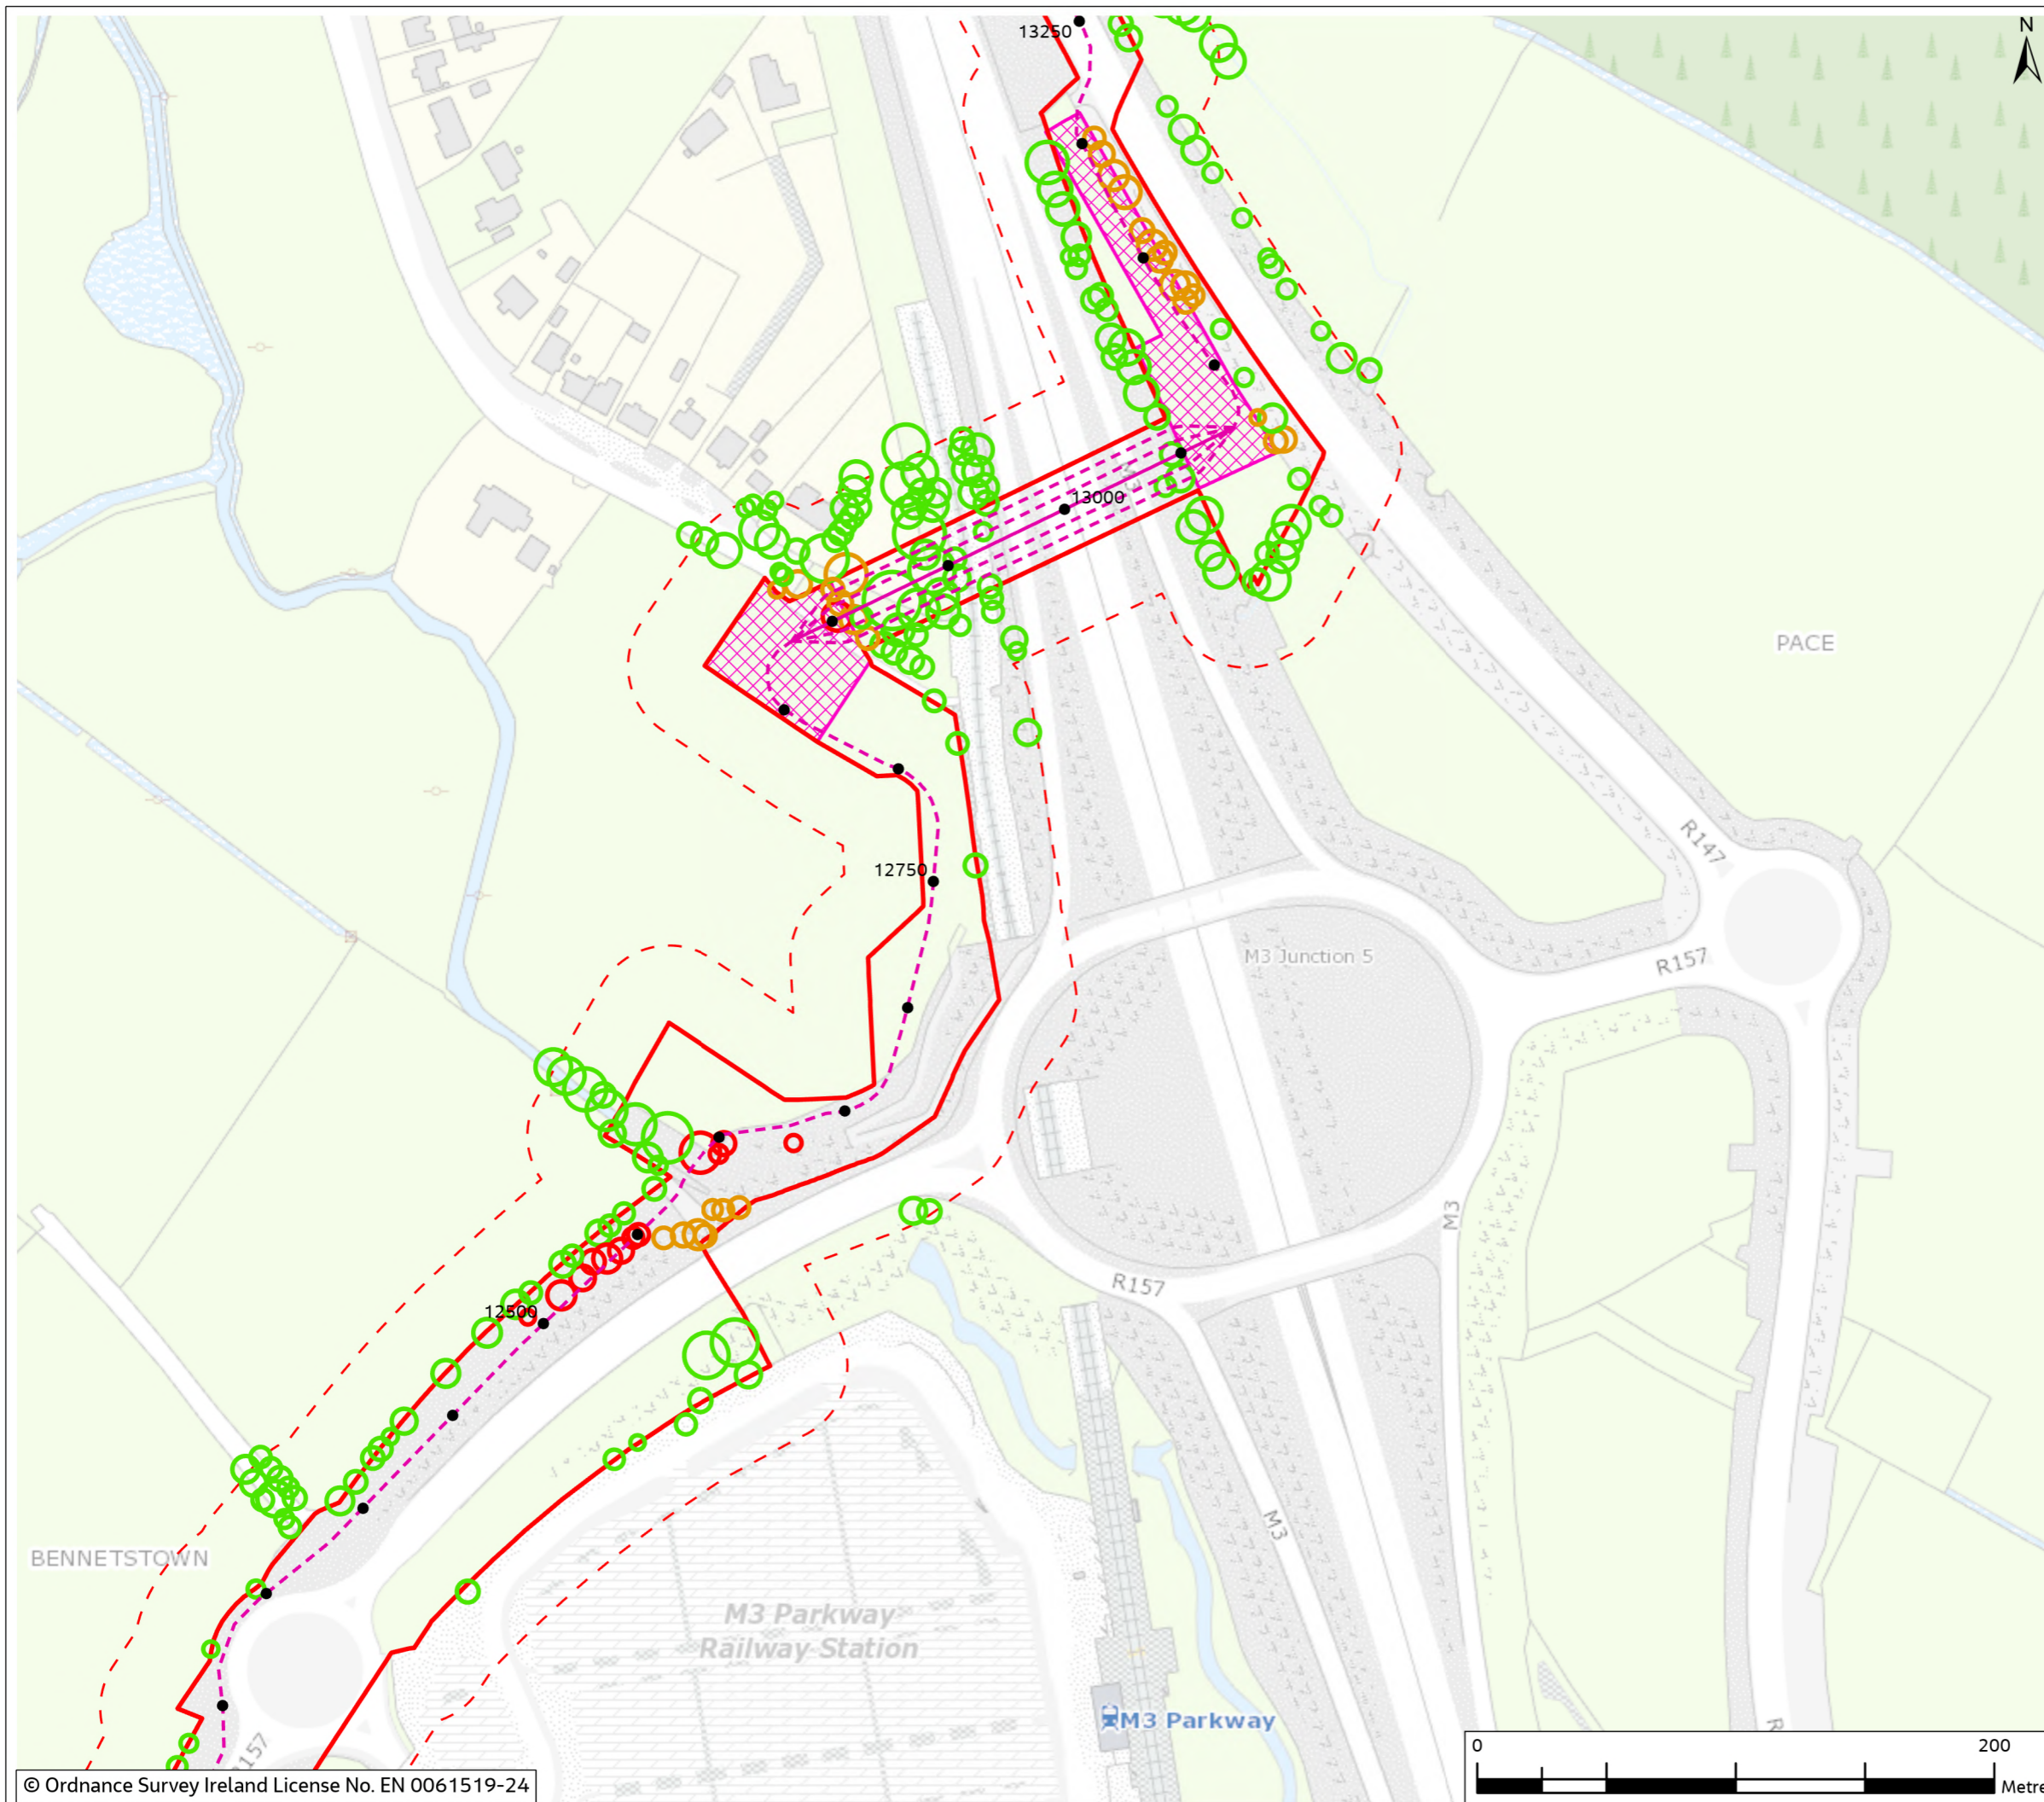 N
13250
M3
13000
PACE
R147
12750
M3 Junction 5
R157
M3
R157
12500
M3
BENNETSTOWN
M3 Parkway
Railway Station
M3 Parkway
0 200
Metre
© Ordnance Survey Ireland License No. EN 0061519-24